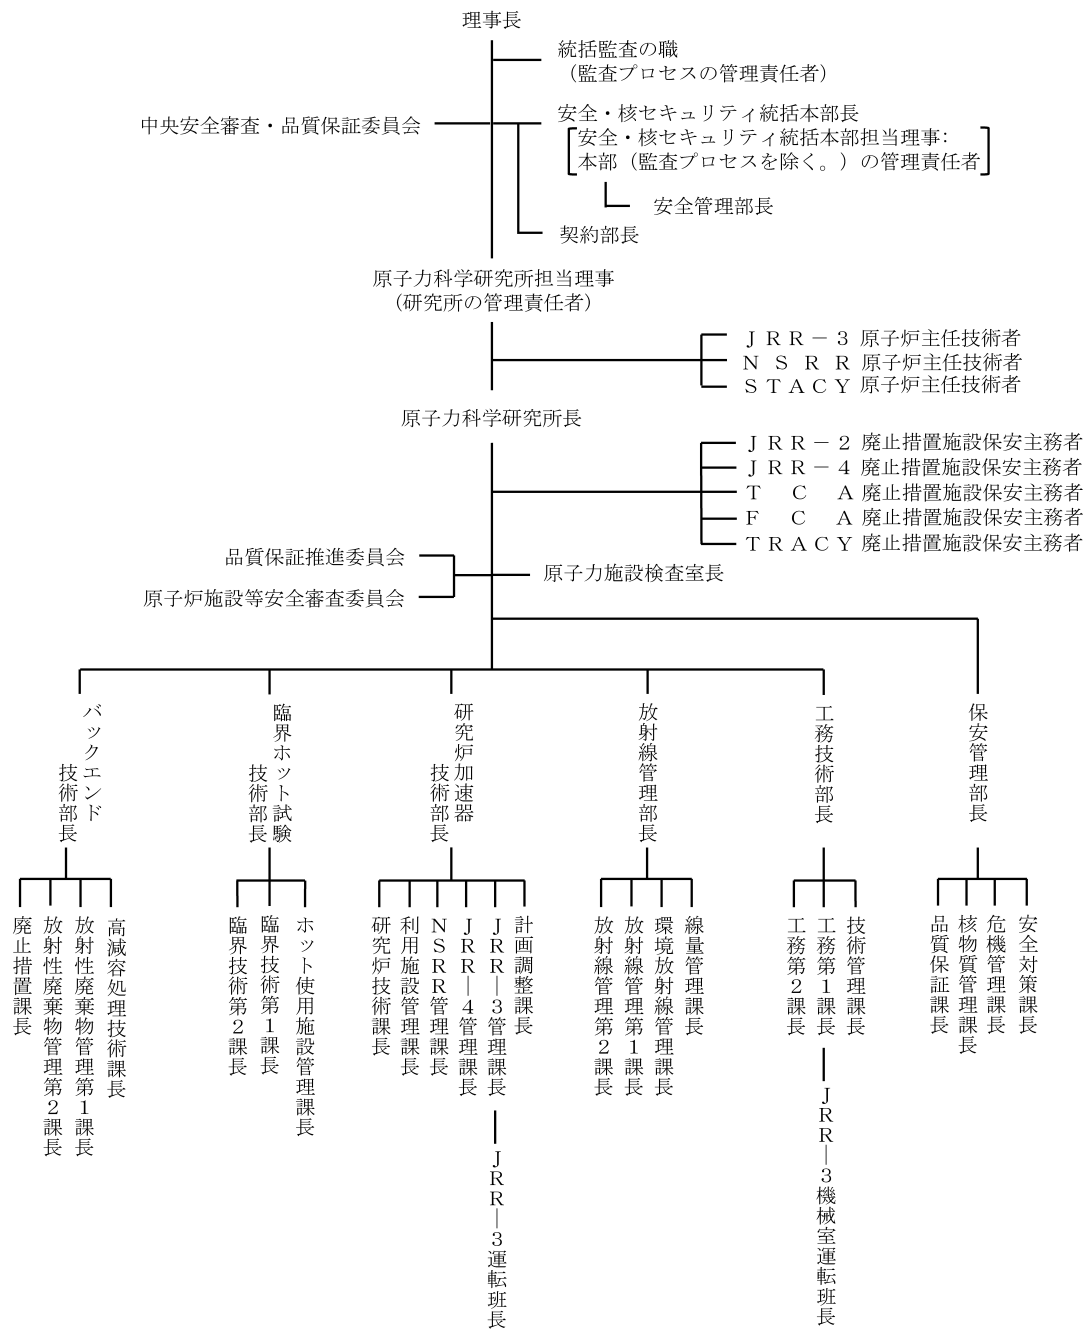 理事長
統括監査の職
（監査プロセスの管理責任者）
中央安全審査・品質保証委員会
安全・核セキュリティ統括本部長
安全・核セキュリティ統括本部担当理事：
本部（監査プロセスを除く。）の管理責任者
安全管理部長
契約部長
原子力科学研究所担当理事
（研究所の管理責任者）
ＪＲＲ－３ 原子炉主任技術者
ＮＳＲＲ 原子炉主任技術者
ＳＴＡＣＹ 原子炉主任技術者
原子力科学研究所長
ＪＲＲ－２ 廃止措置施設保安主務者
ＪＲＲ－４ 廃止措置施設保安主務者
ＴＣＡ 廃止措置施設保安主務者
ＦＣＡ 廃止措置施設保安主務者
ＴＲＡＣＹ 廃止措置施設保安主務者
品質保証推進委員会
原子力施設検査室長
原子炉施設等安全審査委員会
バックエンド
技術部長
臨界ホット試験
技術部長
研究炉加速器
技術部長
放射線管理部長
工務技術部長
保安管理部長
廃止措置課長
放射性廃棄物管理第２課長
放射性廃棄物管理第１課長
高減容処理技術課長
臨界技術第２課長
臨界技術第１課長
ホット使用施設管理課長
研究炉技術課長
利用施設管理課長
ＮＳＲＲ管理課長
ＪＲＲ―４管理課長
ＪＲＲ―３管理課長
計画調整課長
放射線管理第２課長
放射線管理第１課長
環境放射線管理課長
線量管理課長
工務第２課長
工務第１課長
技術管理課長
品質保証課長
核物質管理課長
危機管理課長
安全対策課長
ＪＲＲ―３運転班長
ＪＲＲ―３機械室運転班長